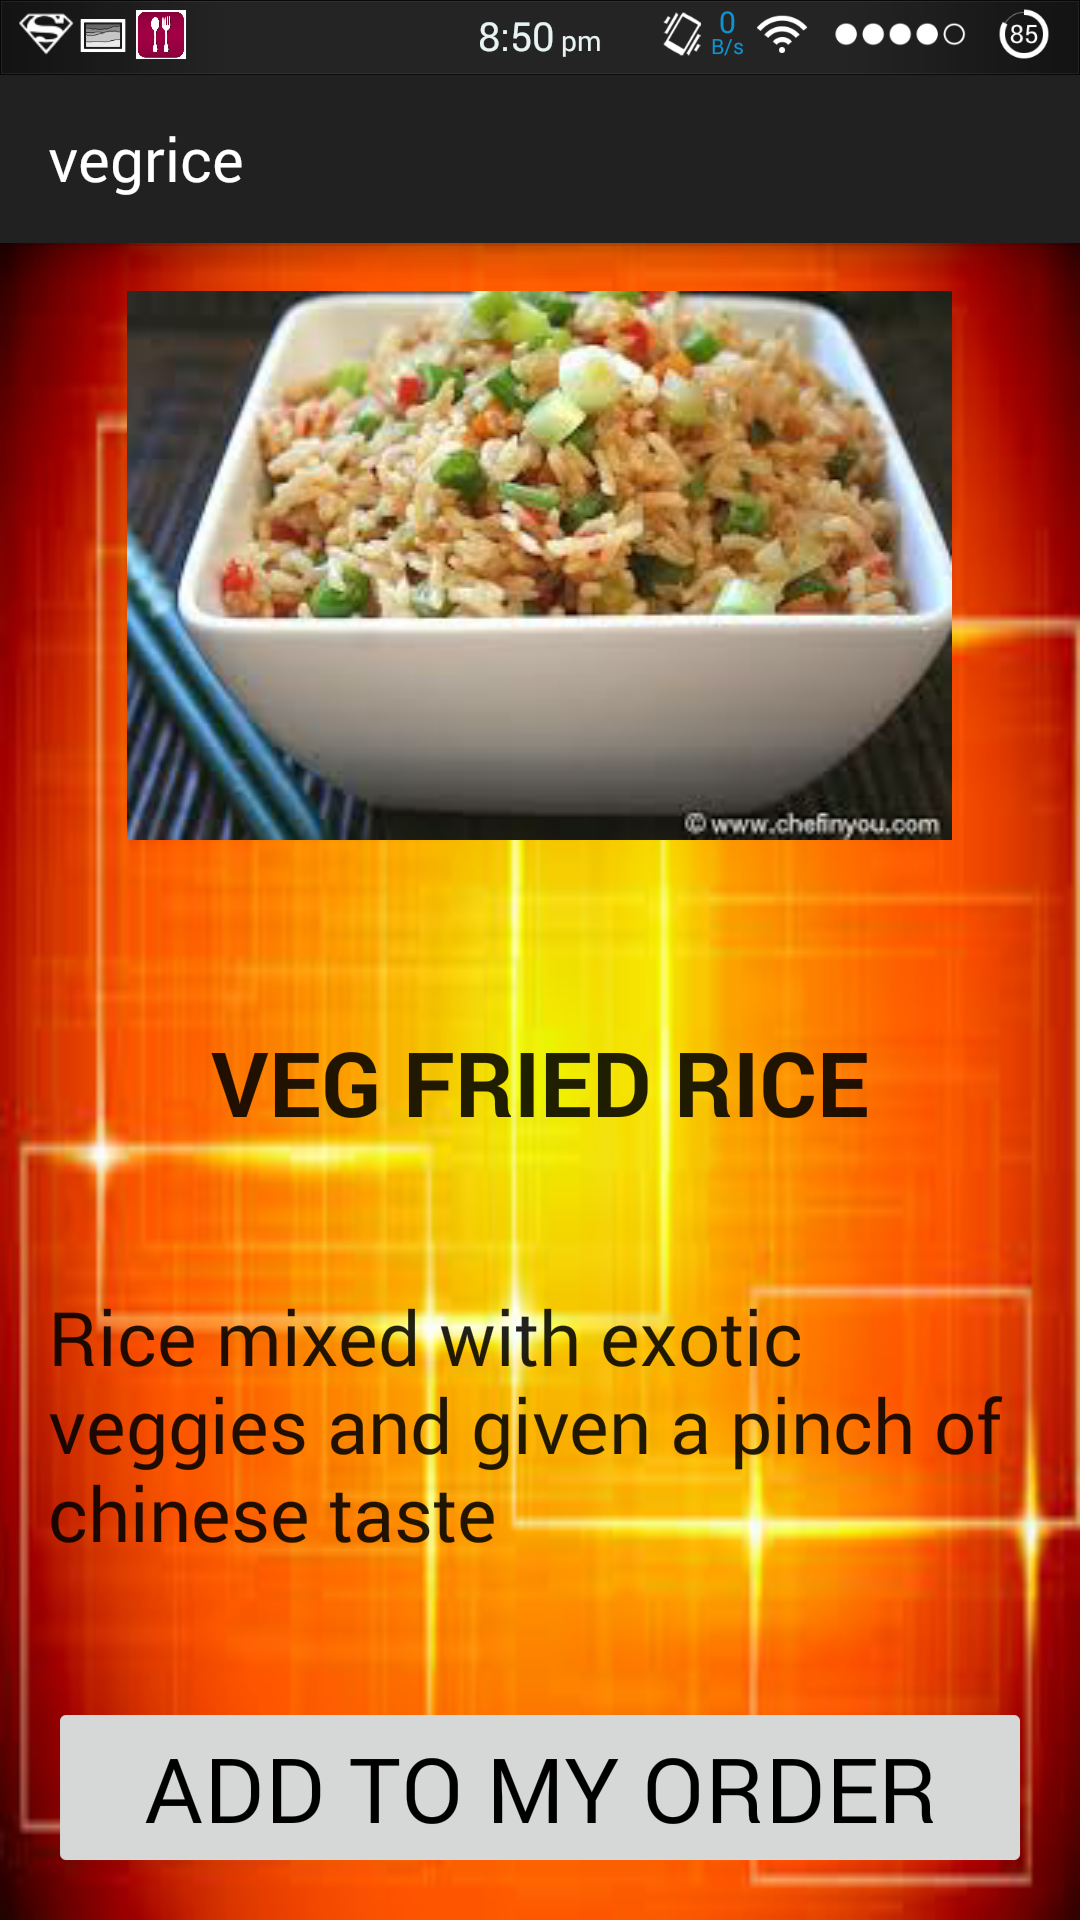 8:50 pm 0 B/s 85
vegrice
© www.chefinyou.com
VEG FRIED RICE
Rice mixed with exotic
veggies and given a pinch of
chinese taste
ADD TO MY ORDER